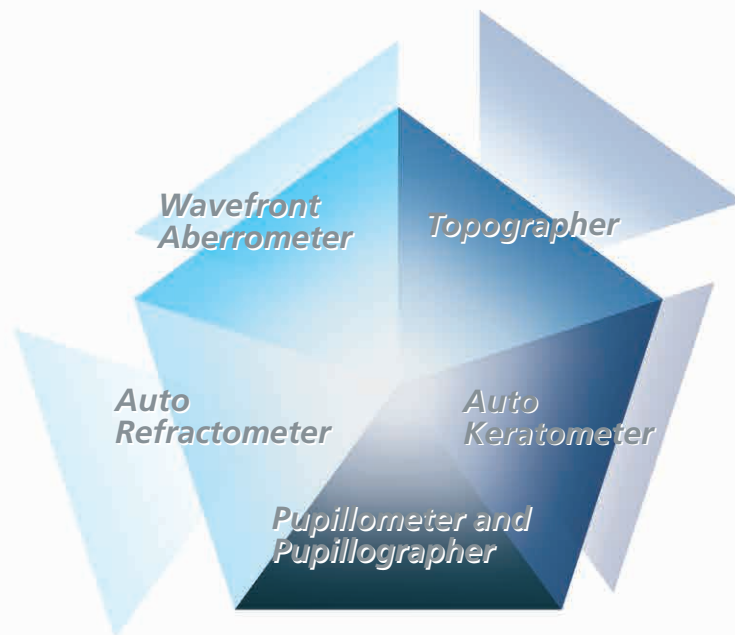 Wavefront
Aberrometer
Topographer
Auto
Refractometer
Auto
Keratometer
Pupillometer and
Pupillographer